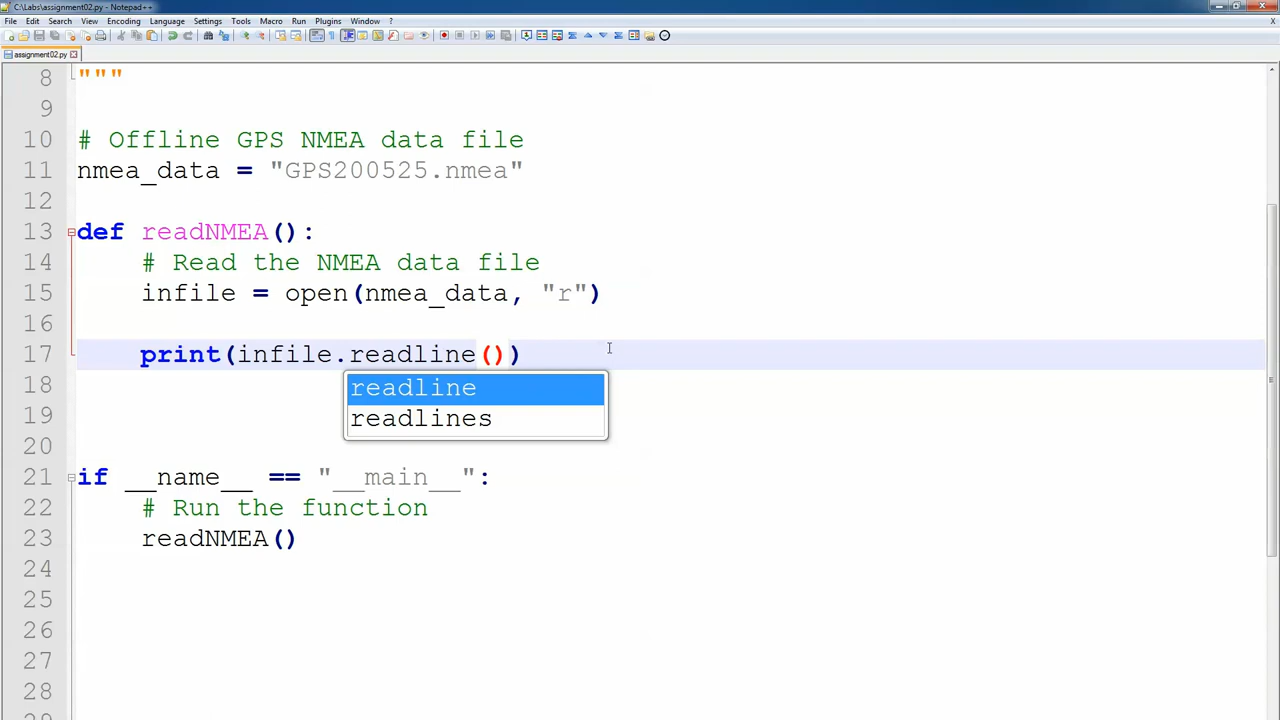 C:\Labs\assignment02.py - Notepad++
File Edit Search View Encoding Language Settings Tools Macro Run Plugins Window ?
X
assignment02.py
8 """
9
10 # Offline GPS NMEA data file
11 nmea_data = "GPS200525.nmea"
12
13 def readNMEA():
14 # Read the NMEA data file
15 infile = open(nmea_data, "r")
16
17 print(infile.readline())
18 readline
19 readlines
20
21 if __name__ == "__main__":
22 # Run the function
23 readNMEA()
24
25
26
27
28
29